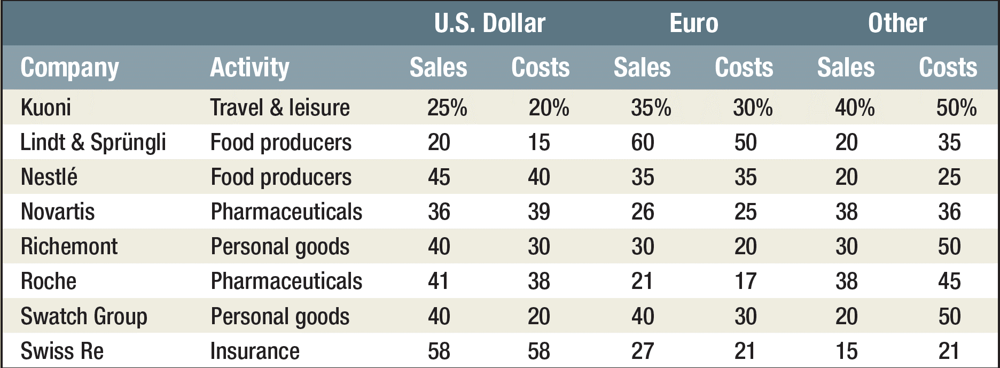 U.S. Dollar Euro Other
Company Activity Sales Costs Sales Costs Sales Costs
Kuoni Travel & leisure 25% 20% 35% 30% 40% 50%
Lindt & Sprüngli Food producers 20 15 60 50 20 35
Nestlé Food producers 45 40 35 35 20 25
Novartis Pharmaceuticals 36 39 26 25 38 36
Richemont Personal goods 40 30 30 20 30 50
Roche Pharmaceuticals 41 38 21 17 38 45
Swatch Group Personal goods 40 20 40 30 20 50
Swiss Re Insurance 58 58 27 21 15 21